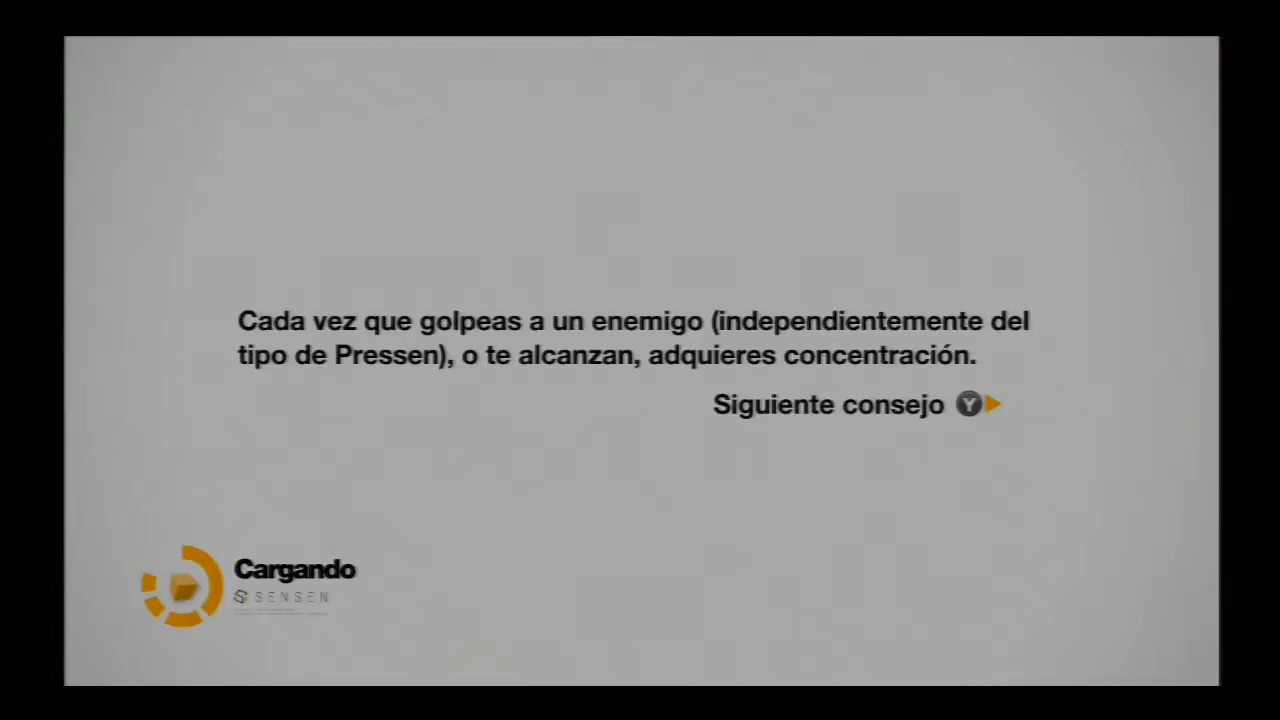 Cada vez que golpeas a un enemigo (independientemente del
tipo de Pressen), o te alcanzan, adquieres concentración.
Siguiente consejo Y
Cargando
SENSEN